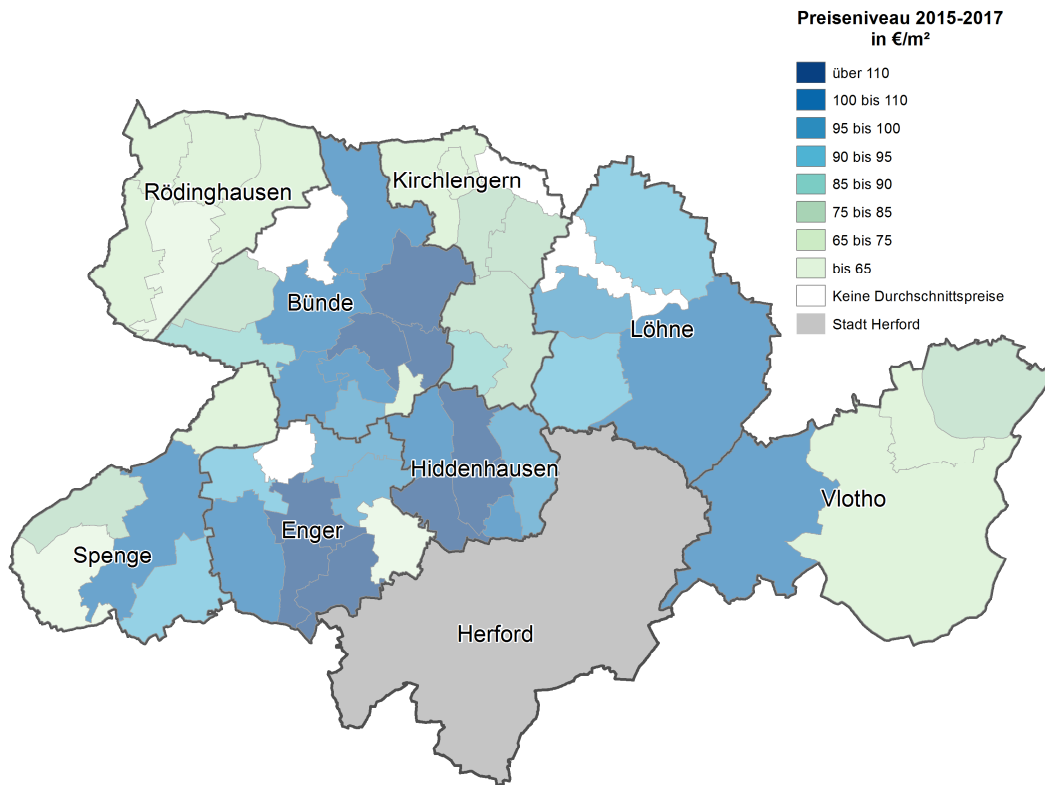 Preiseniveau 2015-2017
in €/m²
über 110
100 bis 110
95 bis 100
90 bis 95
85 bis 90
75 bis 85
65 bis 75
bis 65
Keine Durchschnittspreise
Stadt Herford
Rödinghausen
Kirchlengern
Bünde
Löhne
Hiddenhausen
Vlotho
Enger
Spenge
Herford